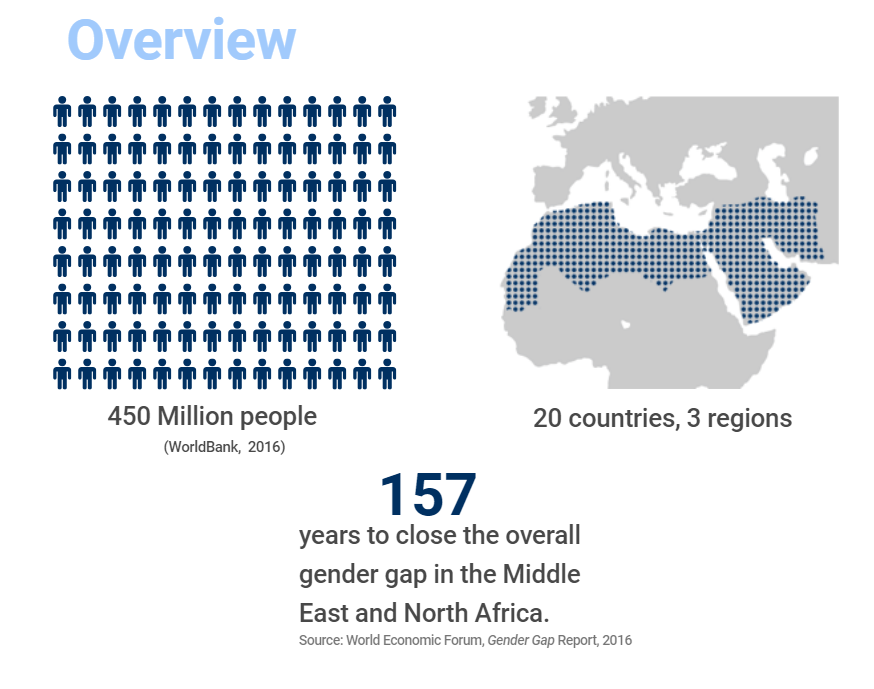 Overview
450 Million people
(WorldBank, 2016)
20 countries, 3 regions
157
years to close the overall
gender gap in the Middle
East and North Africa.
Source: World Economic Forum, Gender Gap Report, 2016